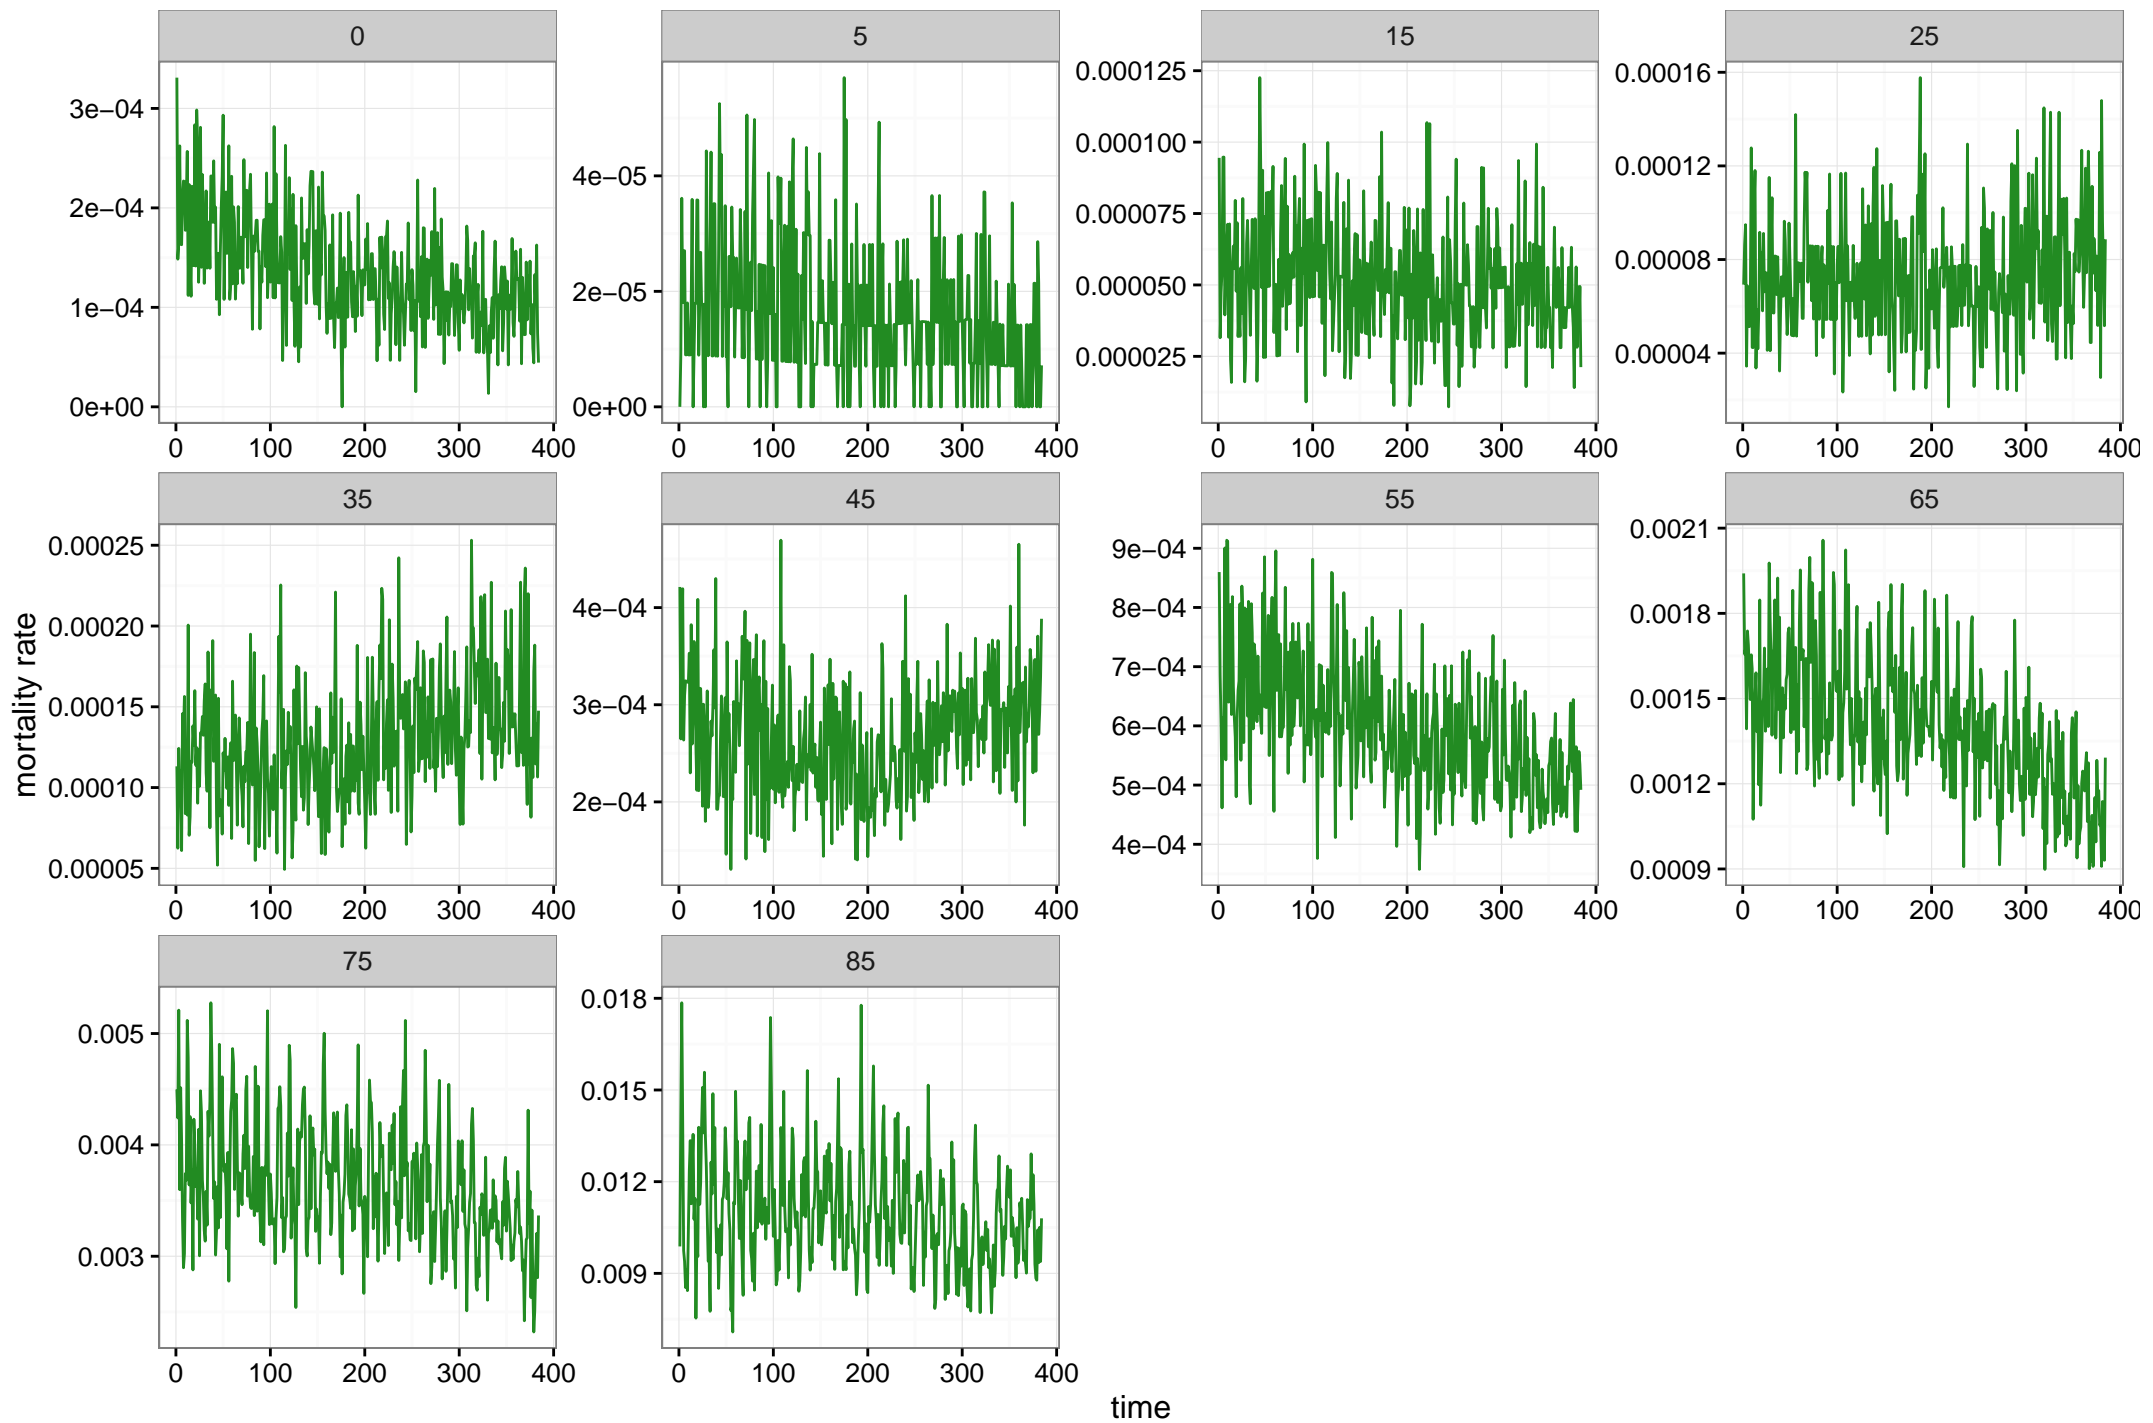 0 5 15 25
3e−04
2e−04
1e−04
0e+00
0 100 200 300 400
4e−05
2e−05
0e+00
0 100 200 300 400
0.000125
0.000100
0.000075
0.000050
0.000025
0 100 200 300 400
0.00016
0.00012
0.00008
0.00004
0 100 200 300 400
mortality rate
35 45 55 65
0.00025
0.00020
0.00015
0.00010
0.00005
0 100 200 300 400
4e−04
3e−04
2e−04
0 100 200 300 400
9e−04
8e−04
7e−04
6e−04
5e−04
4e−04
0 100 200 300 400
0.0021
0.0018
0.0015
0.0012
0.0009
0 100 200 300 400
75 85
0.005
0.004
0.003
0 100 200 300 400
0.018
0.015
0.012
0.009
0 100 200 300 400
time